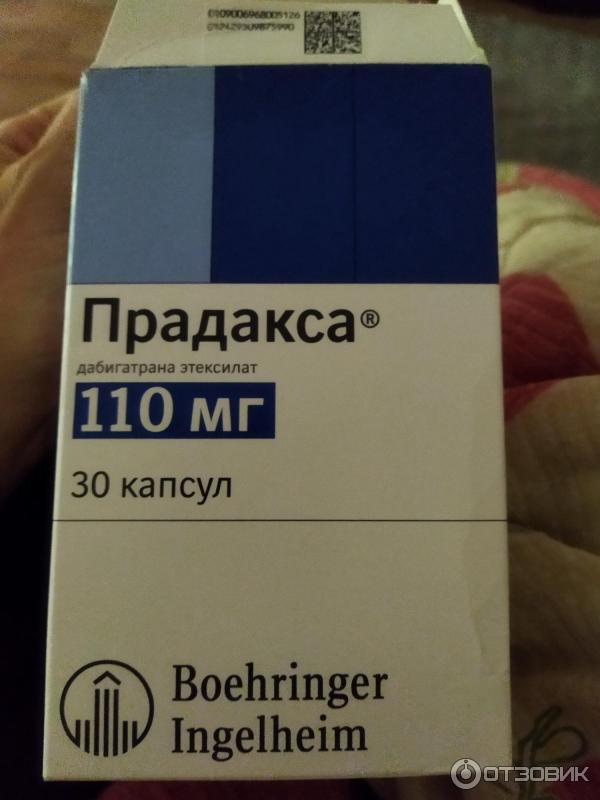 Прадакса®
дабигатрана этексилат
110 мг
30 капсул
Boehringer
Ingelheim
ОТЗОВИК